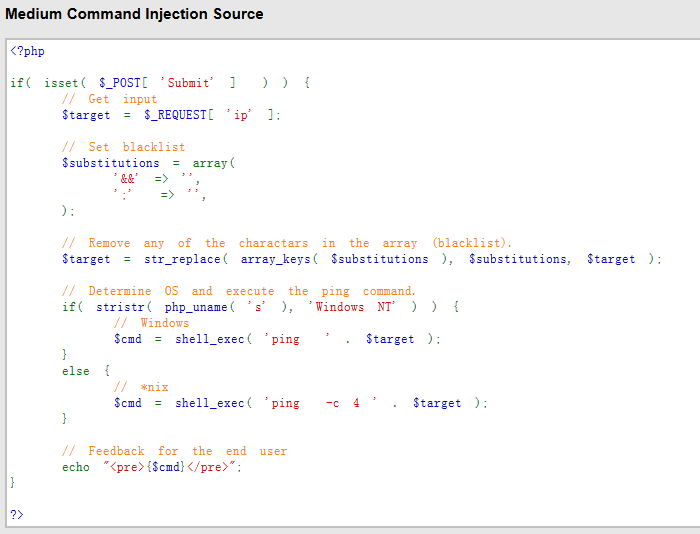 Medium Command Injection Source
<?php
if( isset( $_POST[ 'Submit' ] ) ) {
// Get input
$target = $_REQUEST[ 'ip' ];
// Set blacklist
$substitutions = array(
'&&' => '',
';' => '',
);
// Remove any of the charactars in the array (blacklist).
$target = str_replace( array_keys( $substitutions ), $substitutions, $target );
// Determine OS and execute the ping command.
if( stristr( php_uname( 's' ), 'Windows NT' ) ) {
// Windows
$cmd = shell_exec( 'ping ' . $target );
}
else {
// *nix
$cmd = shell_exec( 'ping -c 4 ' . $target );
}
// Feedback for the end user
echo "<pre>{$cmd}</pre>";
}
?>